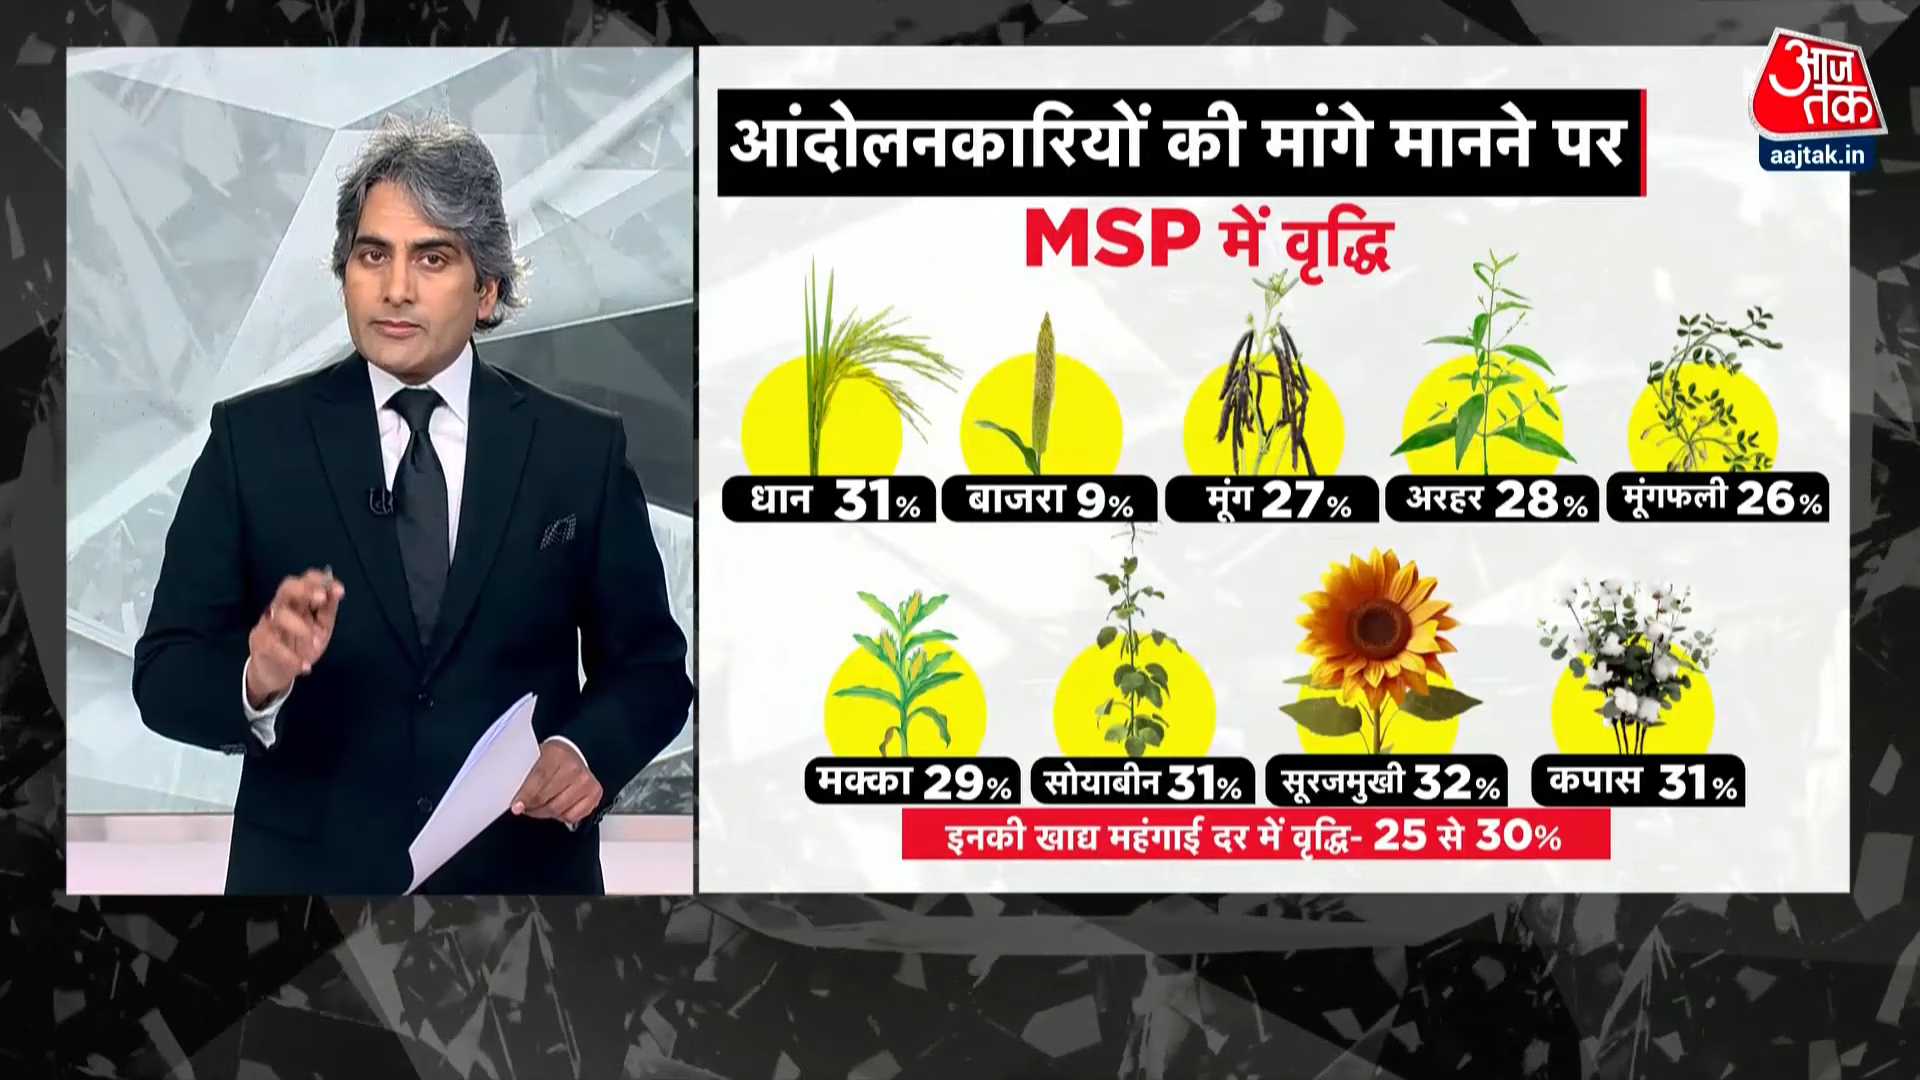 आज
तक
aajtak.in
आंदोलनकारियों की मांगे मानने पर
MSP में वृद्धि
धान 31%
बाजरा 9%
मूंग 27%
अरहर 28%
मूंगफली 26%
मक्का 29%
सोयाबीन 31%
सूरजमुखी 32%
कपास 31%
इनकी खाद्य महंगाई दर में वृद्धि- 25 से 30%